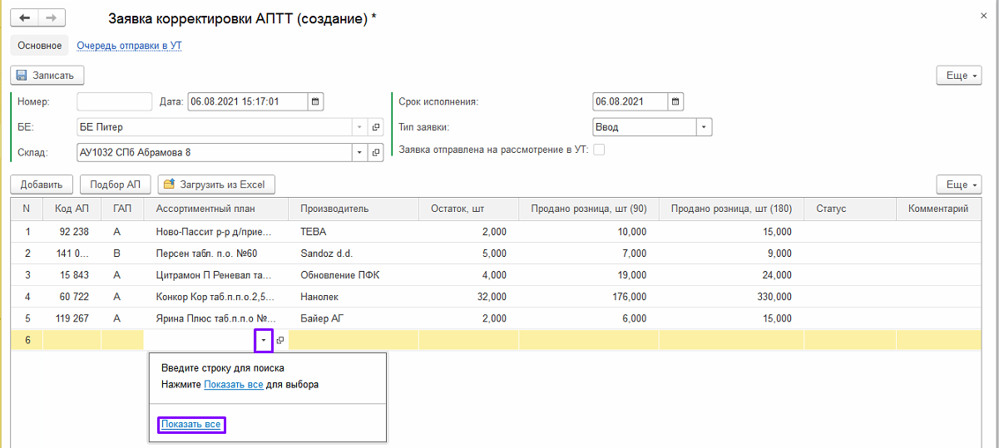 Заявка корректировки АПТТ (создание) *
Основное Очередь отправки в УТ
Записать Еще
Номер: Дата: 06.08.2021 15:17:01 Срок исполнения: 06.08.2021
БЕ: БЕ Питер Тип заявки: Ввод
Склад: АУ1032 СПб Абрамова 8 Заявка отправлена на рассмотрение в УТ:
Добавить Подбор АП Загрузить из Excel Еще
N Код АП ГАП Ассортиментный план Производитель Остаток, шт Продано розница, шт (90) Продано розница, шт (180) Статус Комментарий
1 92 238 А Ново-Пассит р-р д/прие... ТЕВА 2,000 10,000 15,000
2 141 0... В Персен табл. п.о. №60 Sandoz d.d. 5,000 7,000 9,000
3 15 843 А Цитрамон П Реневал та... Обновление ПФК 4,000 19,000 24,000
4 60 722 А Конкор Кор таб.п.п.о.2,5... Нанолек 32,000 176,000 330,000
5 119 267 А Ярина Плюс таб.п.п.о №... Байер АГ 2,000 6,000 15,000
6
Введите строку для поиска
Нажмите Показать все для выбора
Показать все